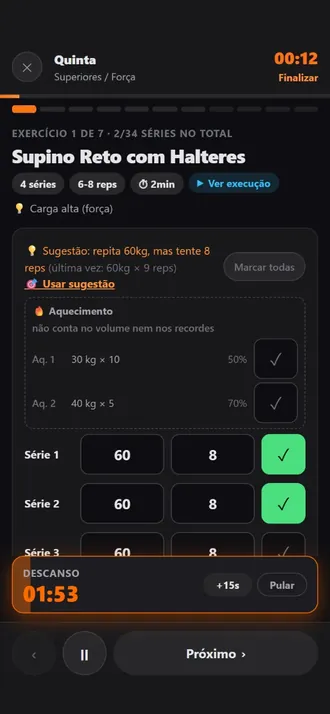 Quinta
Superiores / Força
00:12
Finalizar
EXERCÍCIO 1 DE 7 · 2/34 SÉRIES NO TOTAL
Supino Reto com Halteres
4 séries
6-8 reps
⏱ 2min
▶ Ver execução
💡 Carga alta (força)
💡 Sugestão: repita 60kg, mas tente 8
reps (última vez: 60kg × 9 reps)
🎯 Usar sugestão
Marcar todas
🔥 Aquecimento
não conta no volume nem nos recordes
Aq. 1 30 kg × 10 50% ✓
Aq. 2 40 kg × 5 70% ✓
Série 1 60 8 ✓
Série 2 60 8 ✓
Série 3 60 8 ✓
DESCANSO
01:53
+15s
Pular
Próximo ›